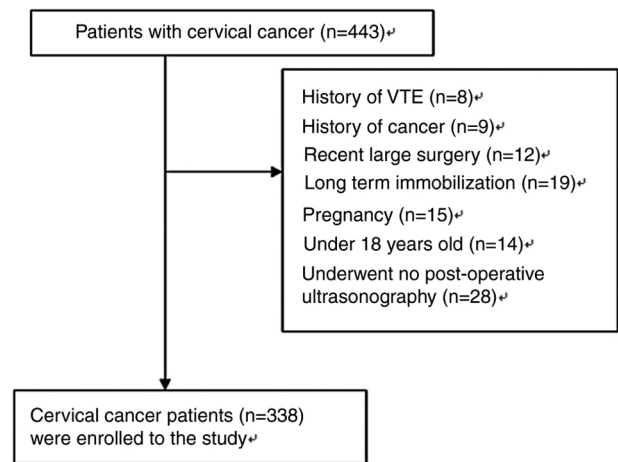 Patients with cervical cancer (n=443)↵
History of VTE (n=8)↵
History of cancer (n=9)↵
Recent large surgery (n=12)↵
Long term immobilization (n=19)↵
Pregnancy (n=15)↵
Under 18 years old (n=14)↵
Underwent no post-operative
ultrasonography (n=28)↵
Cervical cancer patients (n=338)
were enrolled to the study↵